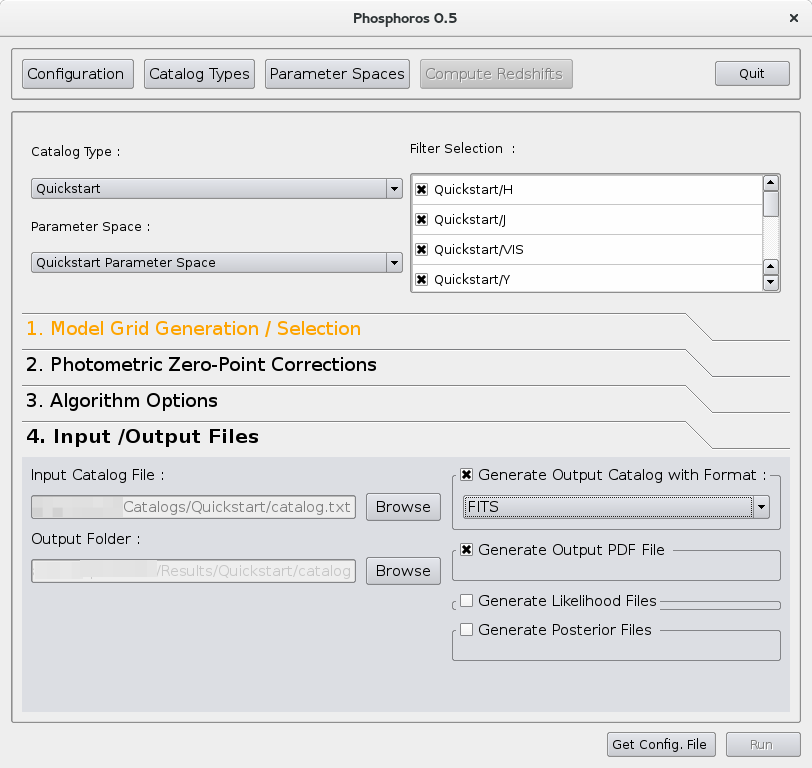 Phosphoros 0.5
Configuration Catalog Types Parameter Spaces Compute Redshifts Quit
Catalog Type :
Quickstart
Parameter Space :
Quickstart Parameter Space
Filter Selection :
Quickstart/H
Quickstart/J
Quickstart/VIS
Quickstart/Y
1. Model Grid Generation / Selection
2. Photometric Zero-Point Corrections
3. Algorithm Options
4. Input /Output Files
Input Catalog File :
Catalogs/Quickstart/catalog.txt Browse
Output Folder :
/Results/Quickstart/catalog Browse
Generate Output Catalog with Format :
FITS
Generate Output PDF File
Generate Likelihood Files
Generate Posterior Files
Get Config. File Run